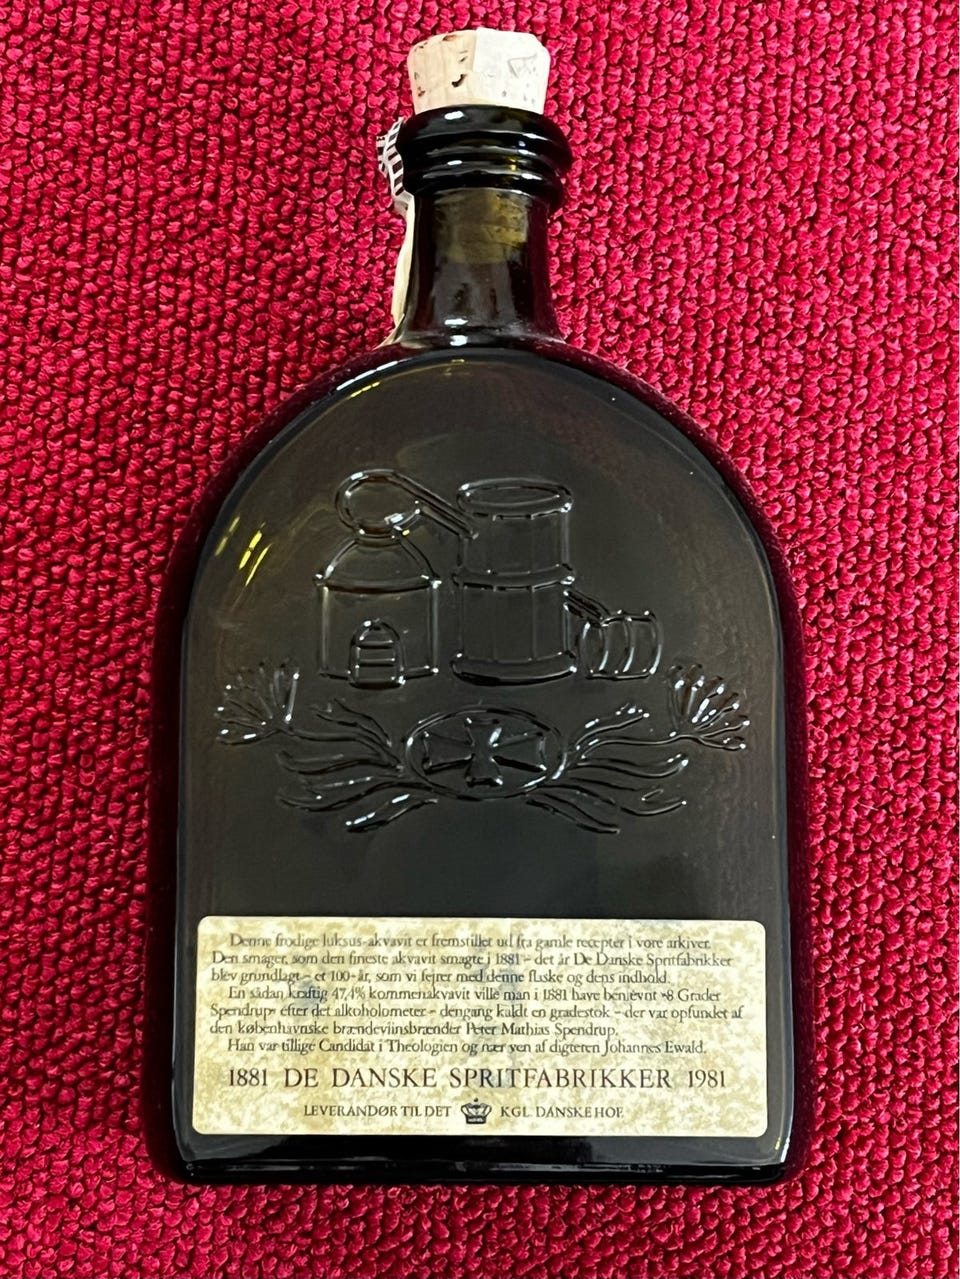 Denne frodige luksus-akvavit er fremstillet ud fra gamle recepter i vore arkiver.
Den smager, som den fineste akvavit smagte i 1881 – det år De Danske Spritfabrikker
blev grundlagt – et 100-år, som vi fejrer med denne flaske og dens indhold.
En sådan kraftig 47,4% kommenakvavit ville man i 1881 have benævnt »8 Grader
Spendrup« efter det alkoholometer – dengang kaldt en gradestok – der var opfundet af
den københavnske brændeviinsbrænder Peter Mathias Spendrup.
Han var tillige Candidat i Theologien og nær ven af digteren Johannes Ewald.
1881 DE DANSKE SPRITFABRIKKER 1981
LEVERANDØR TIL DET KGL. DANSKE HOF.